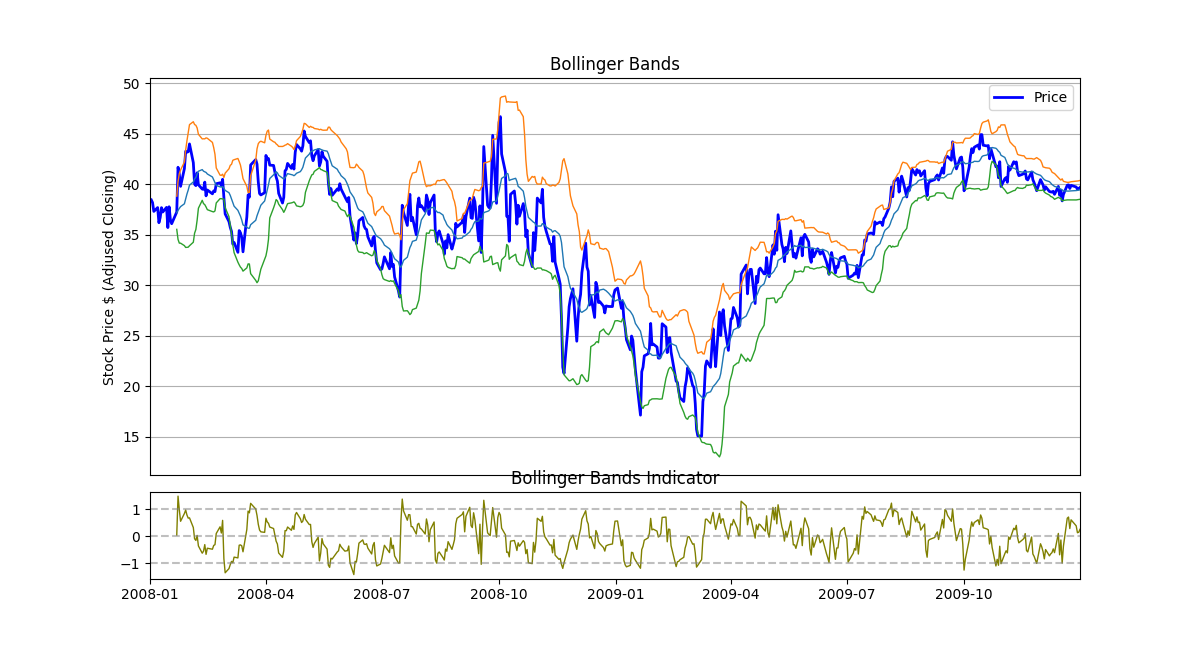 Bollinger Bands
Price
Stock Price $ (Adjused Closing)
50
45
40
35
30
25
20
15
Bollinger Bands Indicator
1
0
−1
2008-01 2008-04 2008-07 2008-10 2009-01 2009-04 2009-07 2009-10